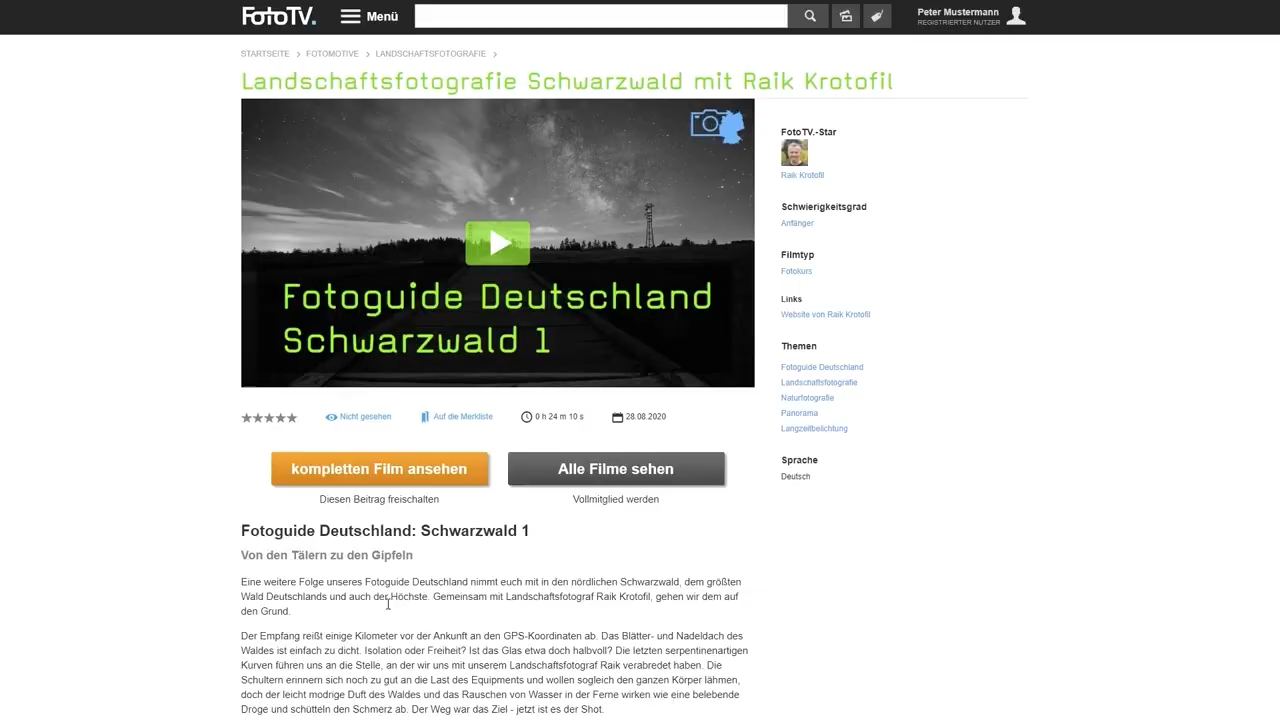 FotoTV.
Menü
Peter Mustermann
REGISTRIERTER NUTZER
STARTSEITE > FOTOMOTIVE > LANDSCHAFTSFOTOGRAFIE >
Landschaftsfotografie Schwarzwald mit Raik Krotofil
Fotoguide Deutschland
Schwarzwald 1
Nicht gesehen
Auf die Merkliste
0 h 24 m 10 s
28.08.2020
kompletten Film ansehen
Diesen Beitrag freischalten
Alle Filme sehen
Vollmitglied werden
Fotoguide Deutschland: Schwarzwald 1
Von den Tälern zu den Gipfeln
Eine weitere Folge unseres Fotoguide Deutschland nimmt euch mit in den nördlichen Schwarzwald, dem größten
Wald Deutschlands und auch der Höchste. Gemeinsam mit Landschaftsfotograf Raik Krotofil, gehen wir dem auf
den Grund.
Der Empfang reißt einige Kilometer vor der Ankunft an den GPS-Koordinaten ab. Das Blätter- und Nadeldach des
Waldes ist einfach zu dicht. Isolation oder Freiheit? Ist das Glas etwa doch halbvoll? Die letzten serpentinenartigen
Kurven führen uns an die Stelle, an der wir uns mit unserem Landschaftsfotograf Raik verabredet haben. Die
Schultern erinnern sich noch zu gut an die Last des Equipments und wollen sogleich den ganzen Körper lähmen,
doch der leicht modrige Duft des Waldes und das Rauschen von Wasser in der Ferne wirken wie eine belebende
Droge und schütteln den Schmerz ab. Der Weg war das Ziel - jetzt ist es der Shot.
FotoTV.-Star
Raik Krotofil
Schwierigkeitsgrad
Anfänger
Filmtyp
Fotokurs
Links
Website von Raik Krotofil
Themen
Fotoguide Deutschland
Landschaftsfotografie
Naturfotografie
Panorama
Langzeitbelichtung
Sprache
Deutsch